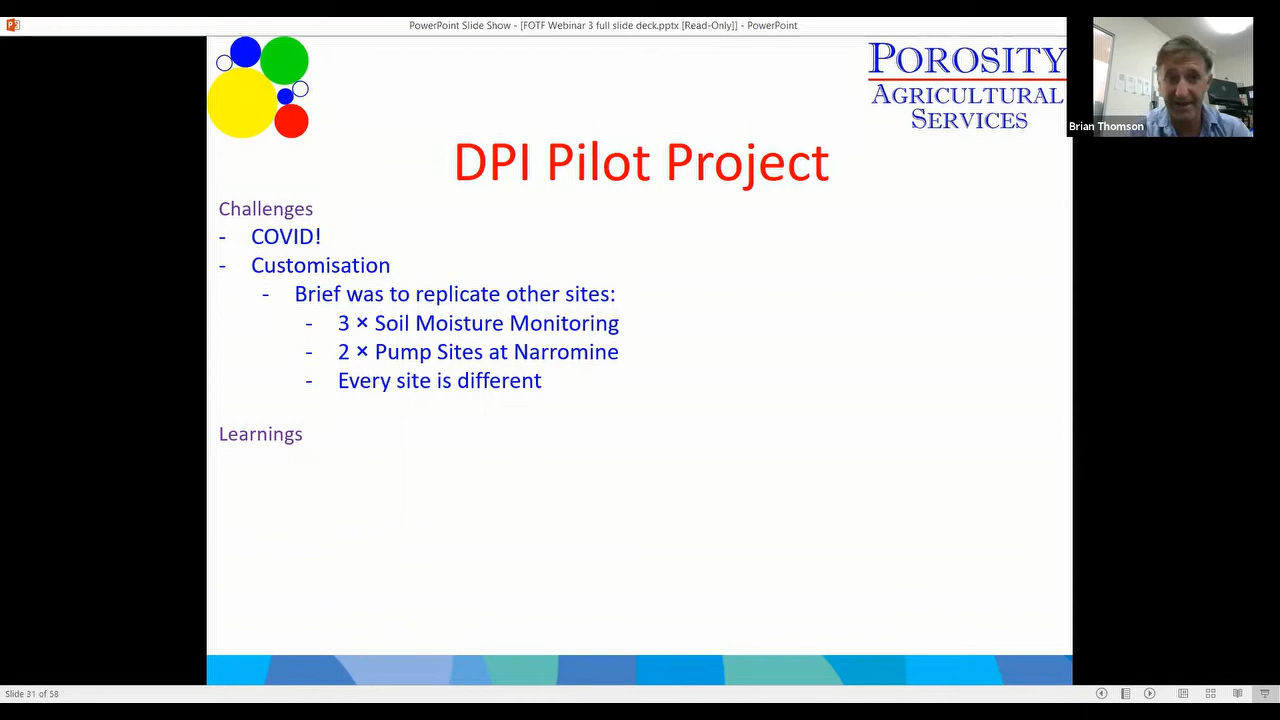 PowerPoint Slide Show - [FOTF Webinar 3 full slide deck.pptx [Read-Only]] - PowerPoint
POROSITY
AGRICULTURAL
SERVICES
Brian Thomson
DPI Pilot Project
Challenges
- COVID!
- Customisation
- Brief was to replicate other sites:
- 3 × Soil Moisture Monitoring
- 2 × Pump Sites at Narromine
- Every site is different
Learnings
Slide 31 of 58